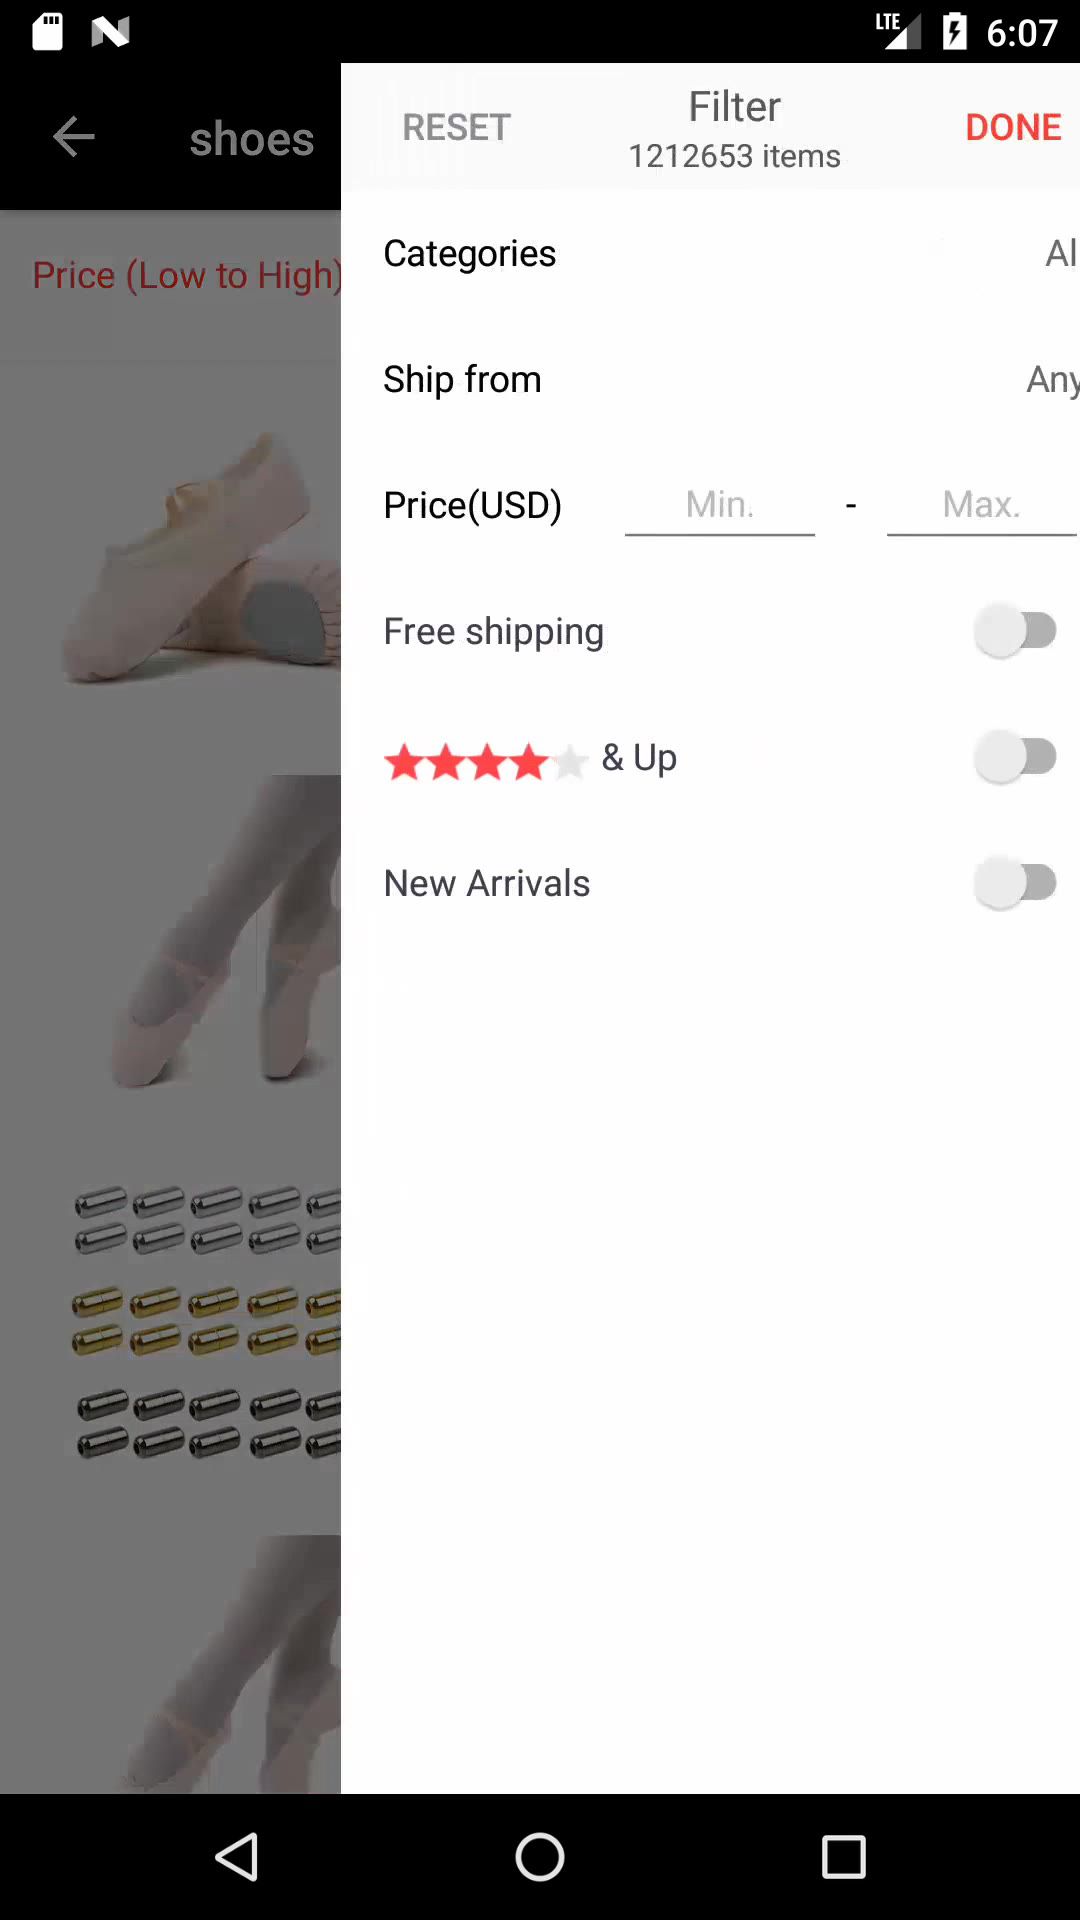 LTE 6:07
shoes
RESET
Filter
DONE
1212653 items
Price (Low to High)
Categories
Al
Ship from
Any
Price(USD)
Min. - Max.
Free shipping
& Up
New Arrivals